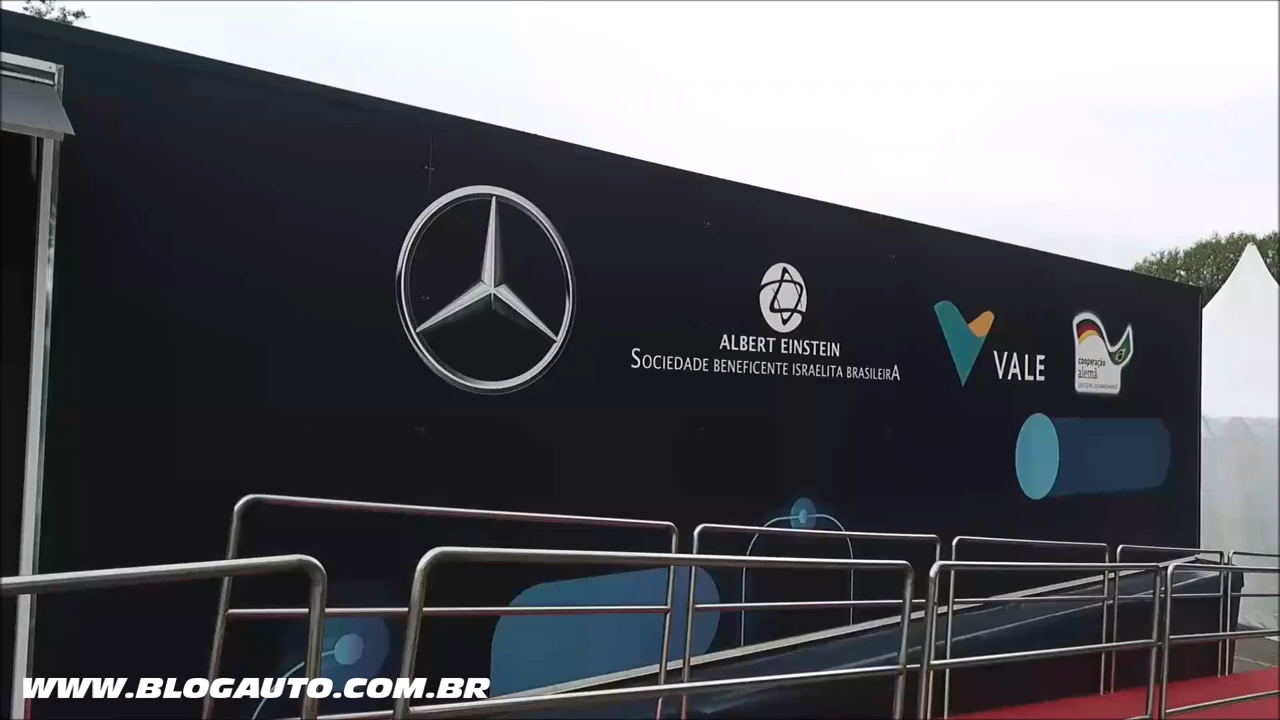 ALBERT EINSTEIN
SOCIEDADE BENEFICENTE ISRAELITA BRASILEIRA
VALE
cooperação
alemã
WWW.BLOGAUTO.COM.BR